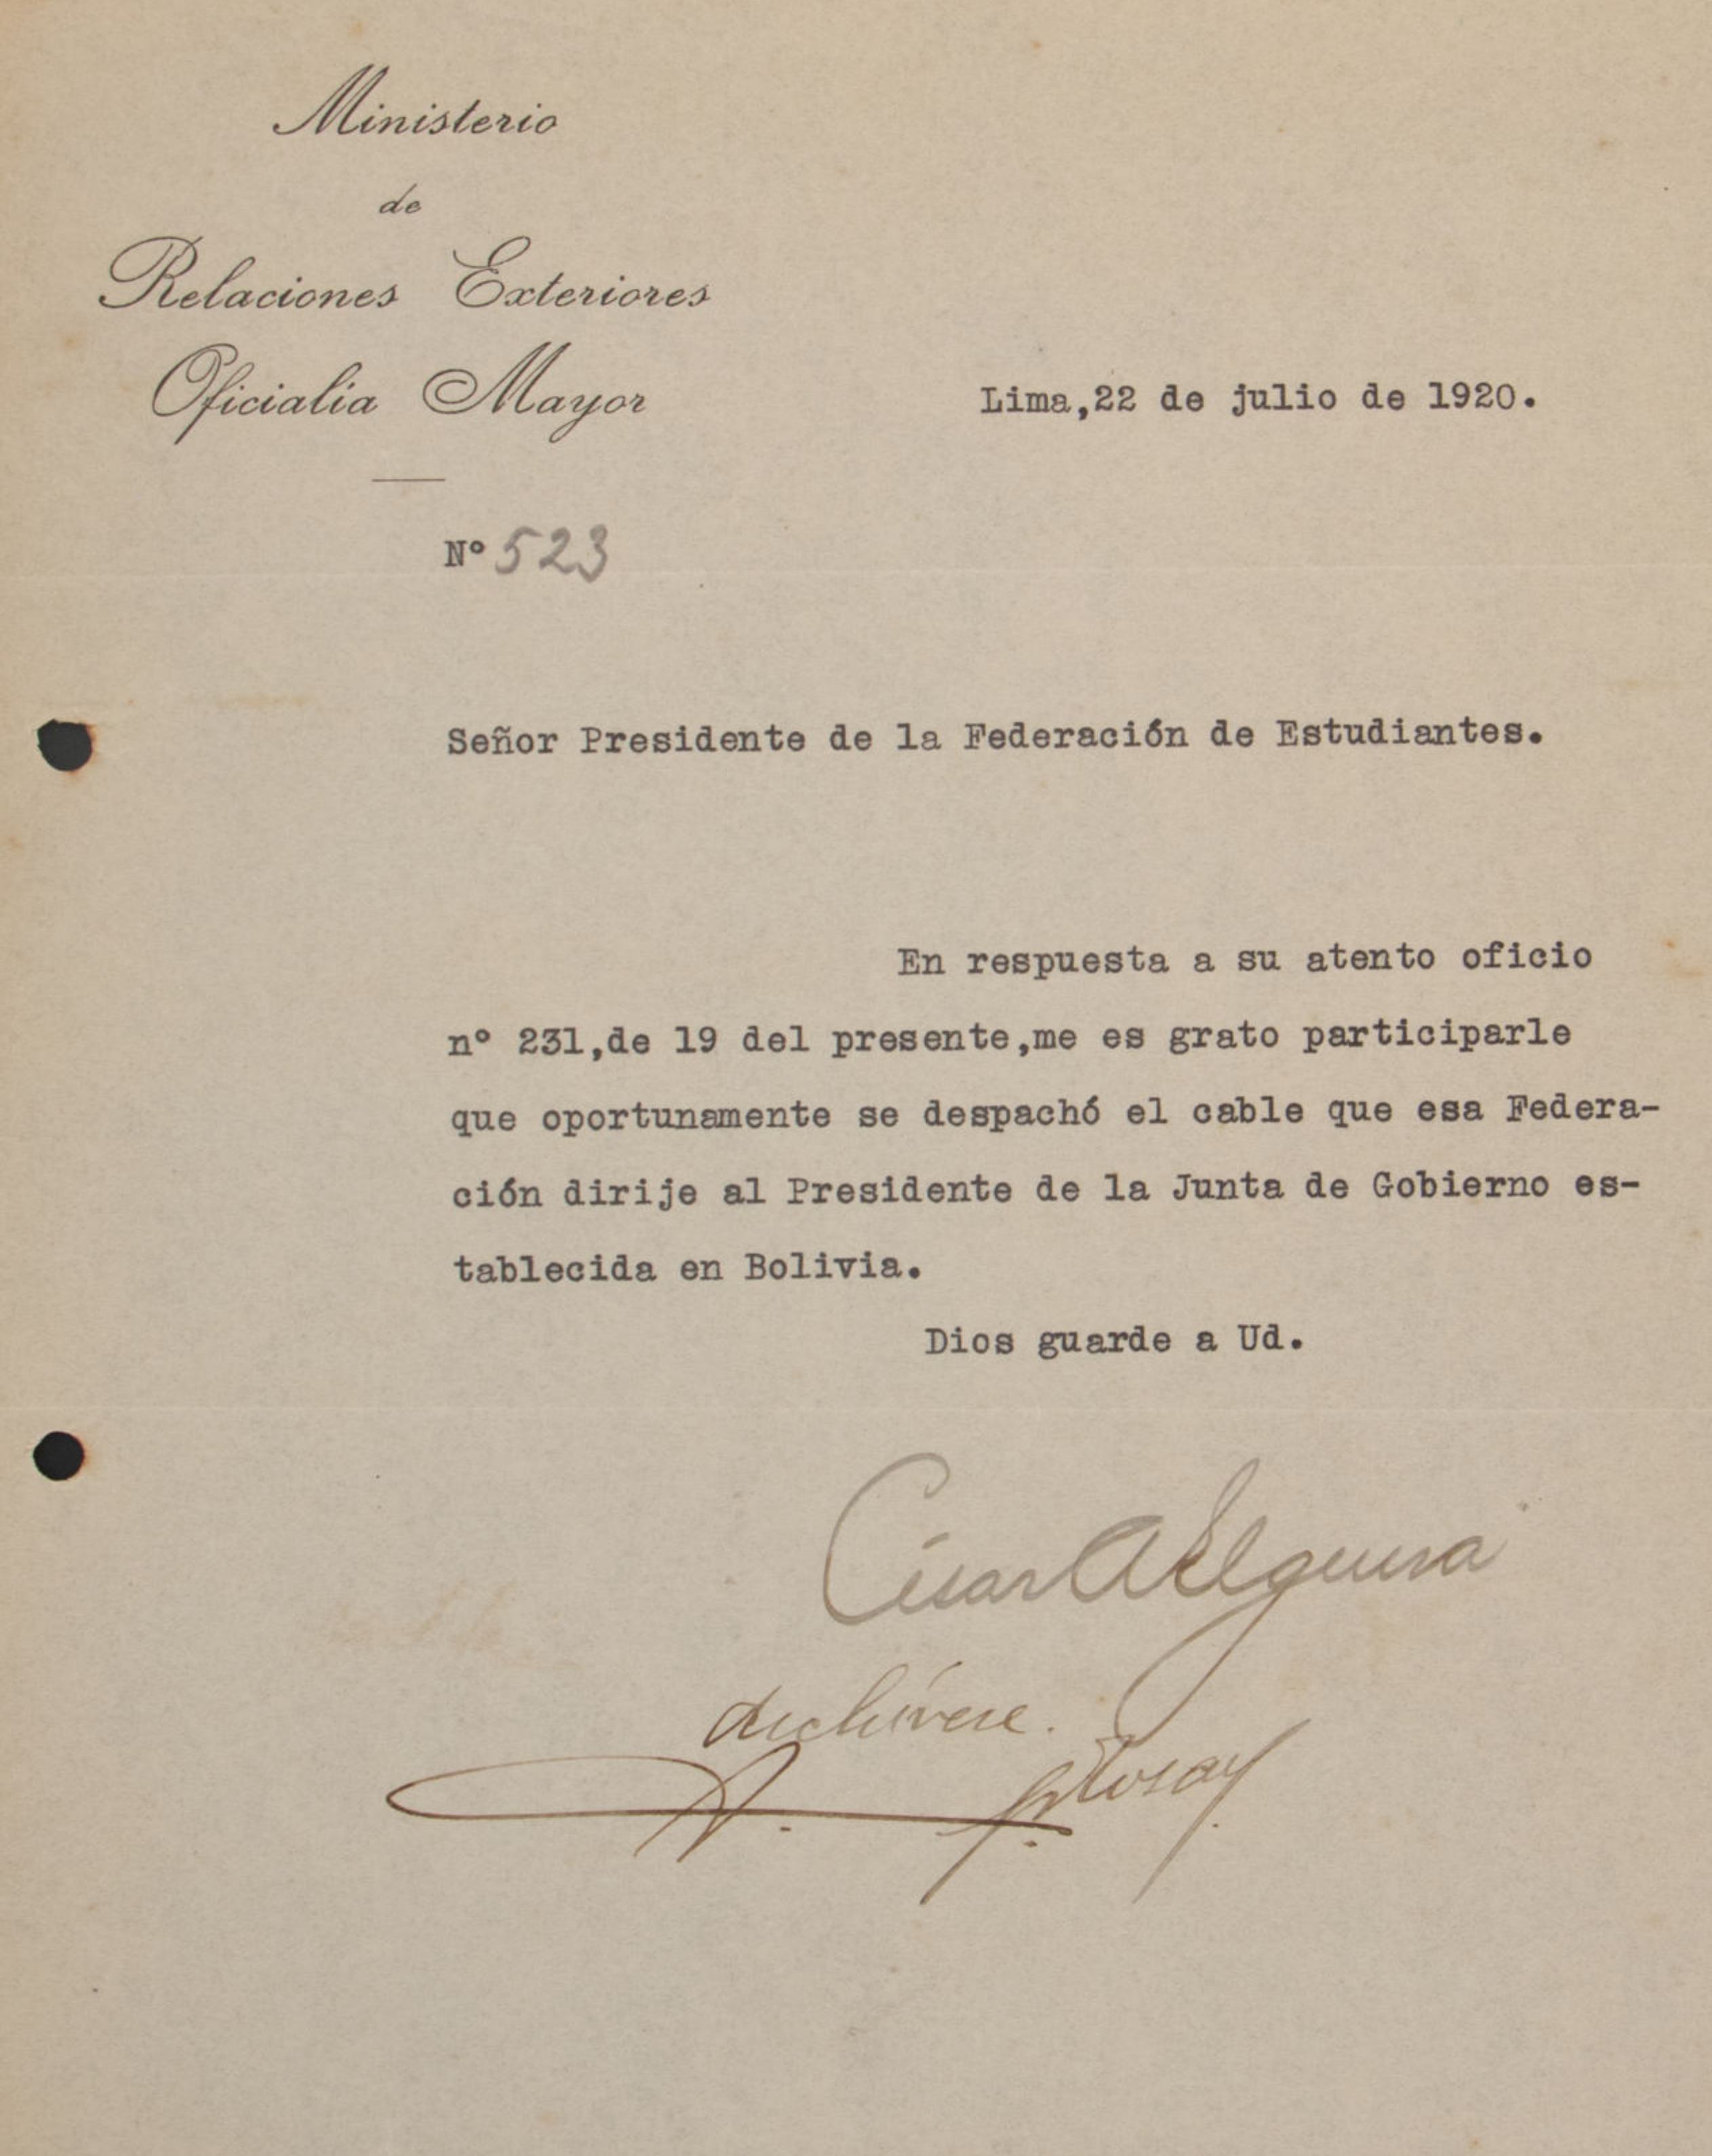 Ministerio
de
Relaciones Exteriores
Oficialia Mayor
Lima,22 de julio de 1920.
Nº 523
Señor Presidente de la Federación de Estudiantes.
En respuesta a su atento oficio
nº 231,de 19 del presente,me es grato participarle
que oportunamente se despachó el cable que esa Federa-
ción dirije al Presidente de la Junta de Gobierno es-
tablecida en Bolivia.
Dios guarde a Ud.
César A Elguera
Archívese.